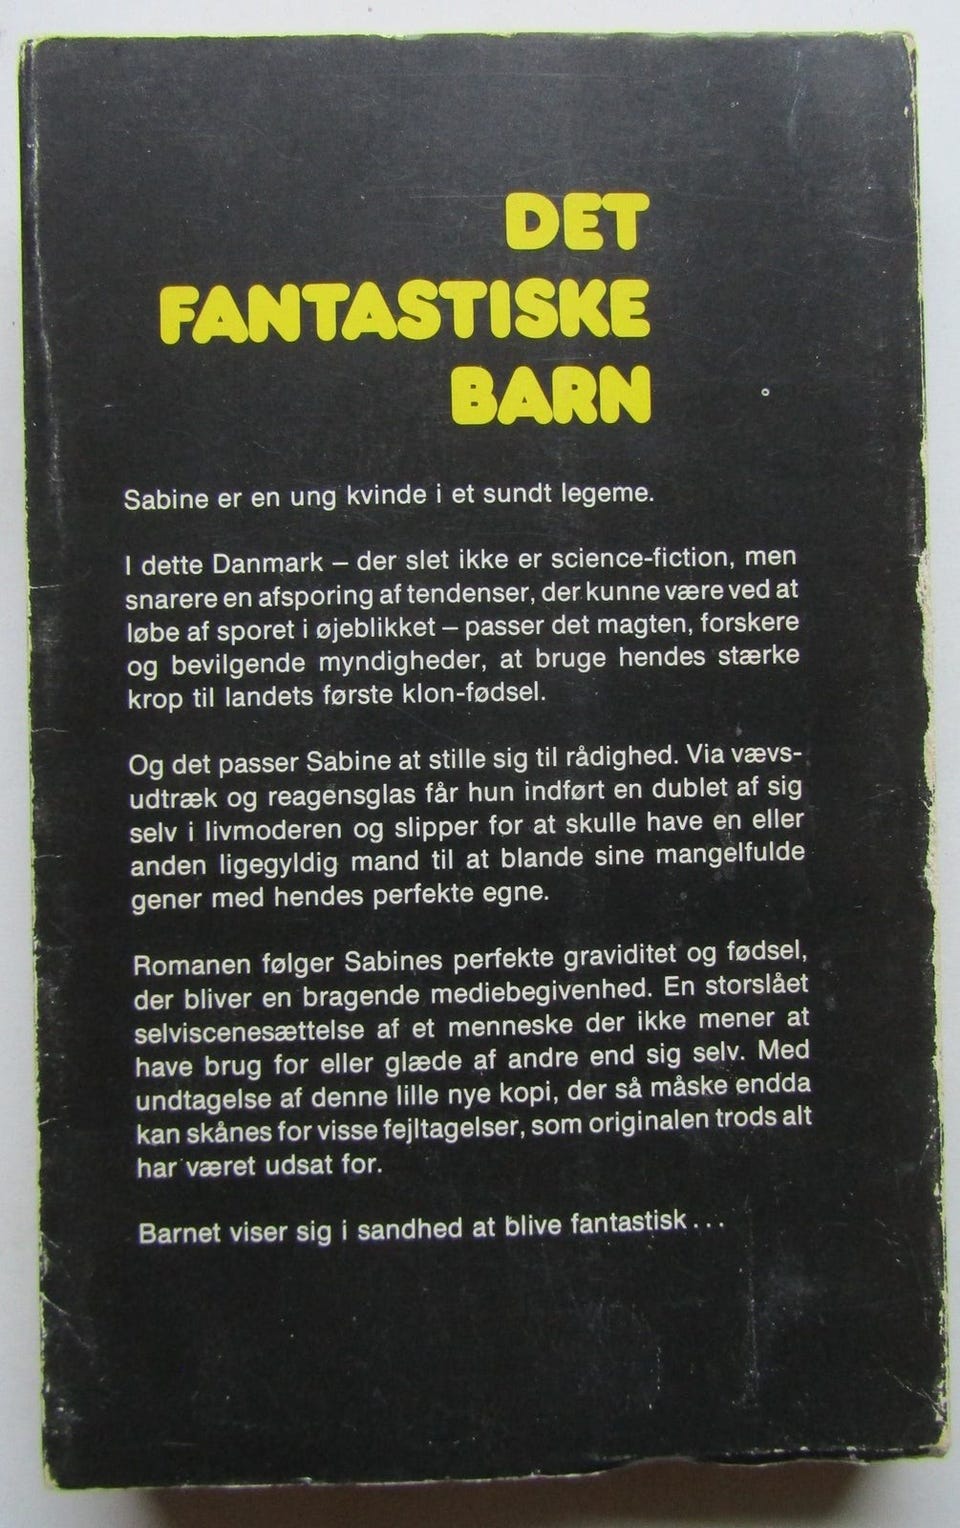 DET
FANTASTISKE
BARN
Sabine er en ung kvinde i et sundt legeme.
I dette Danmark – der slet ikke er science-fiction, men
snarere en afsporing af tendenser, der kunne være ved at
løbe af sporet i øjeblikket – passer det magten, forskere
og bevilgende myndigheder, at bruge hendes stærke
krop til landets første klon-fødsel.
Og det passer Sabine at stille sig til rådighed. Via vævs-
udtræk og reagensglas får hun indført en dublet af sig
selv i livmoderen og slipper for at skulle have en eller
anden ligegyldig mand til at blande sine mangelfulde
gener med hendes perfekte egne.
Romanen følger Sabines perfekte graviditet og fødsel,
der bliver en bragende mediebegivenhed. En storslået
selviscenesættelse af et menneske der ikke mener at
have brug for eller glæde af andre end sig selv. Med
undtagelse af denne lille nye kopi, der så måske endda
kan skånes for visse fejltagelser, som originalen trods alt
har været udsat for.
Barnet viser sig i sandhed at blive fantastisk...